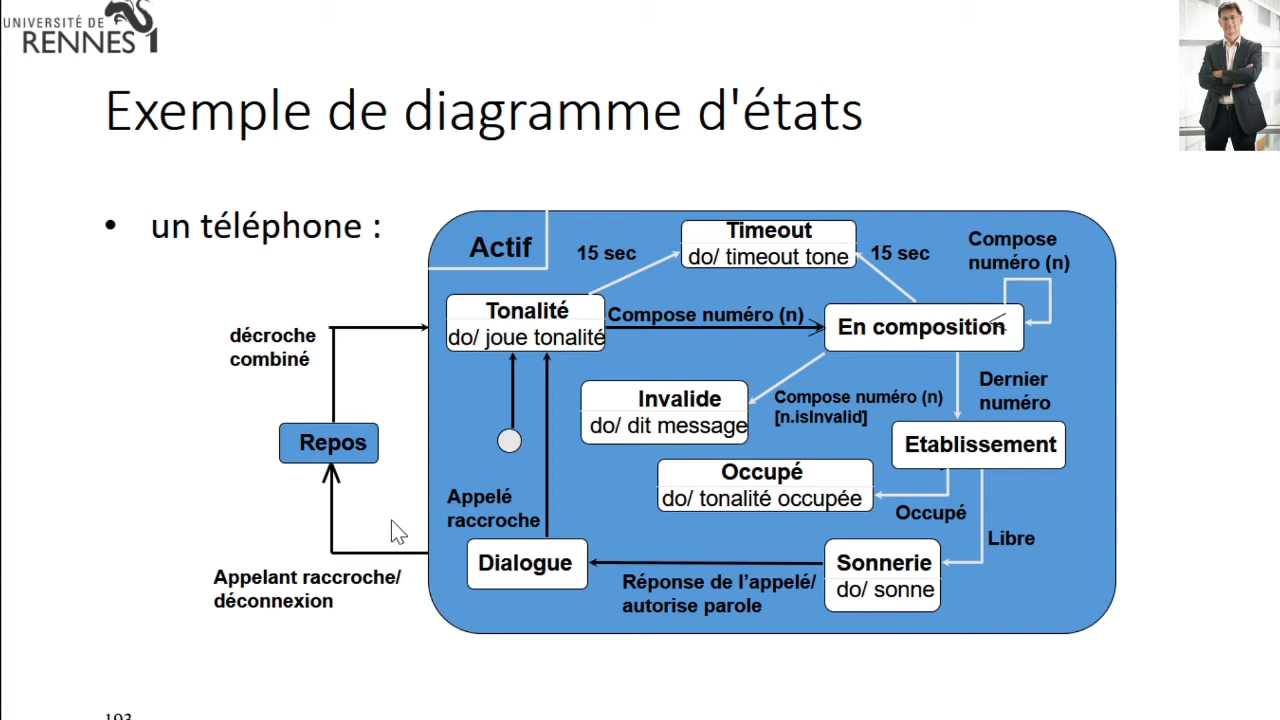 UNIVERSITÉ DE
RENNES 1
Exemple de diagramme d'états
• un téléphone :
Actif
15 sec
Timeout
do/ timeout tone
15 sec
Compose
numéro (n)
Tonalité
do/ joue tonalité
Compose numéro (n)
En composition
décroche
combiné
Invalide
do/ dit message
Compose numéro (n)
[n.isInvalid]
Dernier
numéro
Repos
Etablissement
Occupé
do/ tonalité occupée
Occupé
Appelé
raccroche
Libre
Dialogue
Réponse de l'appelé/
autorise parole
Sonnerie
do/ sonne
Appelant raccroche/
déconnexion
193